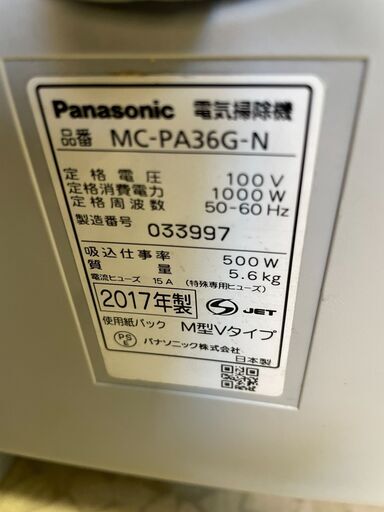 Panasonic 電気掃除機
品番 MC-PA36G-N
定格電圧 100V
定格消費電力 1000W
定格周波数 50-60Hz
製造番号 033997
吸込仕事率 500W
質量 5.6kg
電流ヒューズ 15A (特殊専用ヒューズ)
2017年製 JET
使用紙パック M型Vタイプ
PS E パナソニック株式会社
日本製